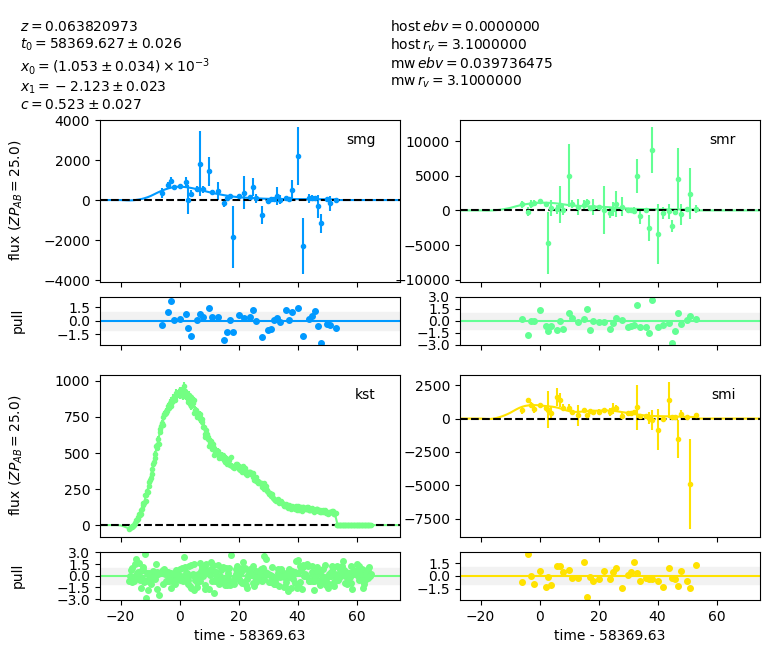 z = 0.063820973
t₀ = 58369.627 ± 0.026
x₀ = (1.053 ± 0.034) × 10⁻³
x₁ = −2.123 ± 0.023
c = 0.523 ± 0.027
host ebv = 0.0000000
host r_v = 3.1000000
mw ebv = 0.039736475
mw r_v = 3.1000000
flux (ZP_AB = 25.0)
4000
2000
0
−2000
−4000
smg
10000
5000
0
−5000
−10000
smr
pull
1.5
0.0
−1.5
3.0
1.5
0.0
−1.5
−3.0
flux (ZP_AB = 25.0)
1000
750
500
250
0
kst
2500
0
−2500
−5000
−7500
smi
pull
3.0
1.5
0.0
−1.5
−3.0
1.5
0.0
−1.5
−20 0 20 40 60
−20 0 20 40 60
time - 58369.63
time - 58369.63